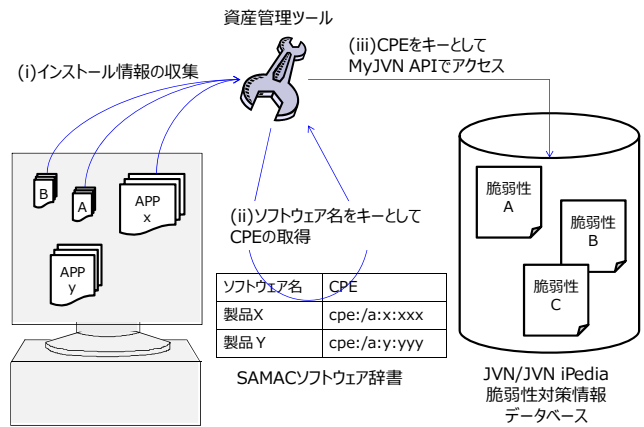 資産管理ツール
(i)インストール情報の収集
(iii)CPEをキーとして
MyJVN APIでアクセス
B
A
APP
x
APP
y
(ii)ソフトウェア名をキーとして
CPEの取得
ソフトウェア名 CPE
製品X cpe:/a:x:xxx
製品Y cpe:/a:y:yyy
SAMACソフトウェア辞書
脆弱性
A
脆弱性
B
脆弱性
C
JVN/JVN iPedia
脆弱性対策情報
データベース